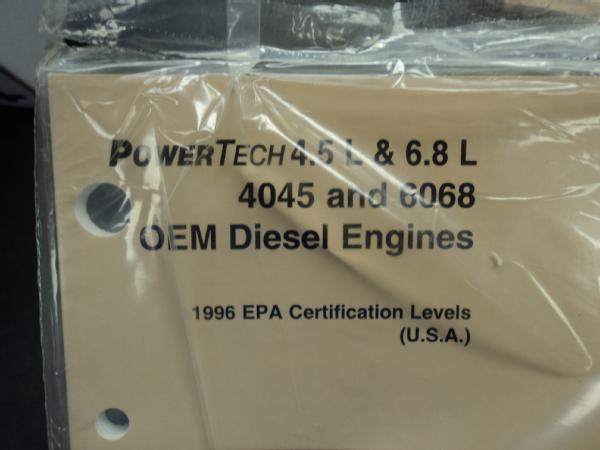 POWERTECH 4.5 L & 6.8 L
4045 and 6068
OEM Diesel Engines
1996 EPA Certification Levels
(U.S.A.)